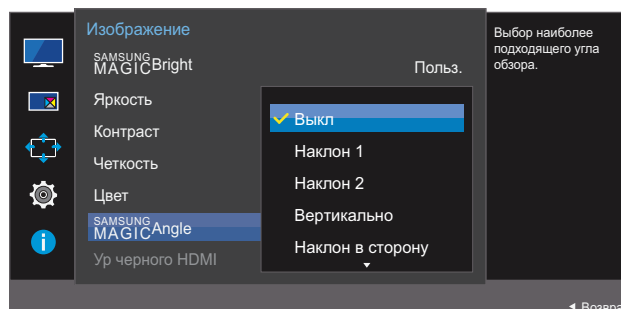 Изображение
SAMSUNG
MAGICBright
Польз.
Яркость
Контраст
Четкость
Цвет
SAMSUNG
MAGICAngle
Ур черного HDMI
Выкл
Наклон 1
Наклон 2
Вертикально
Наклон в сторону
Выбор наиболее
подходящего угла
обзора.
Возвра